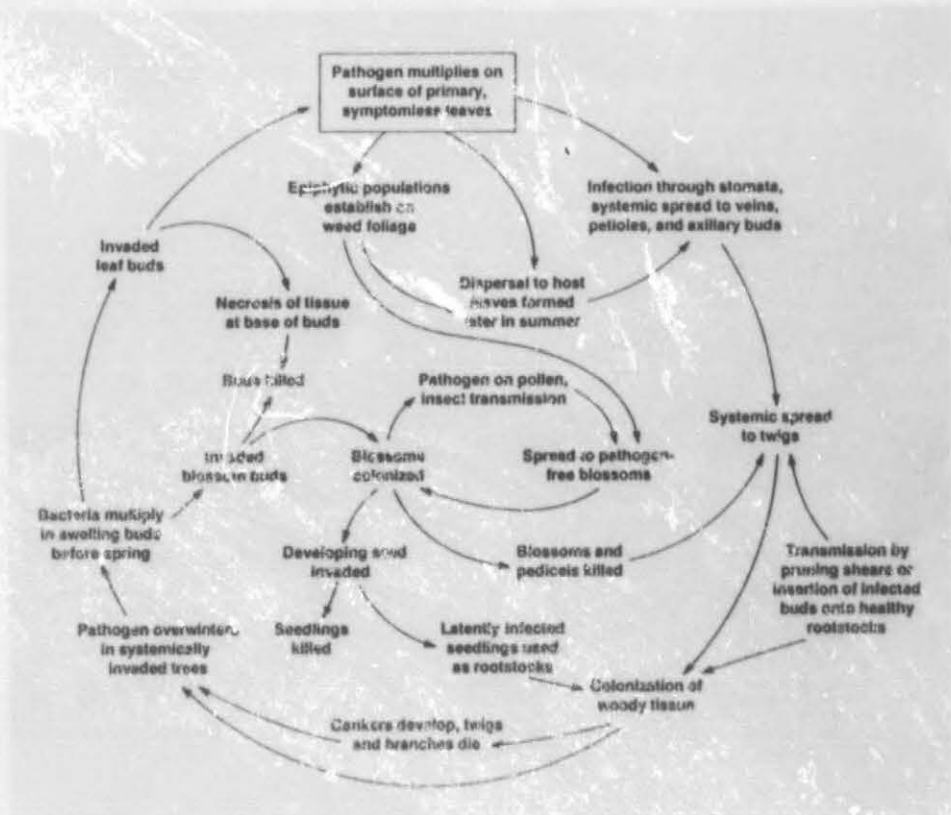 Pathogen multiplies on
surface of primary,
symptomless leaves
Epiphytic populations
establish on
weed foliage
Infection through stomata,
systemic spread to veins,
petioles, and axillary buds
Invaded
leaf buds
Dispersal to host
leaves formed
later in summer
Necrosis of tissue
at base of buds
Buds killed
Pathogen on pollen,
insect transmission
Systemic spread
to twigs
Invaded
blossom buds
Blossoms
colonized
Spread to pathogen-
free blossoms
Bacteria multiply
in swelling buds
before spring
Developing seed
invaded
Blossoms and
pedicels killed
Transmission by
pruning shears or
insertion of infected
buds onto healthy
rootstocks
Pathogen overwinters
in systemically
invaded trees
Seedlings
killed
Latently infected
seedlings used
as rootstocks
Colonization of
woody tissue
Cankers develop, twigs
and branches die